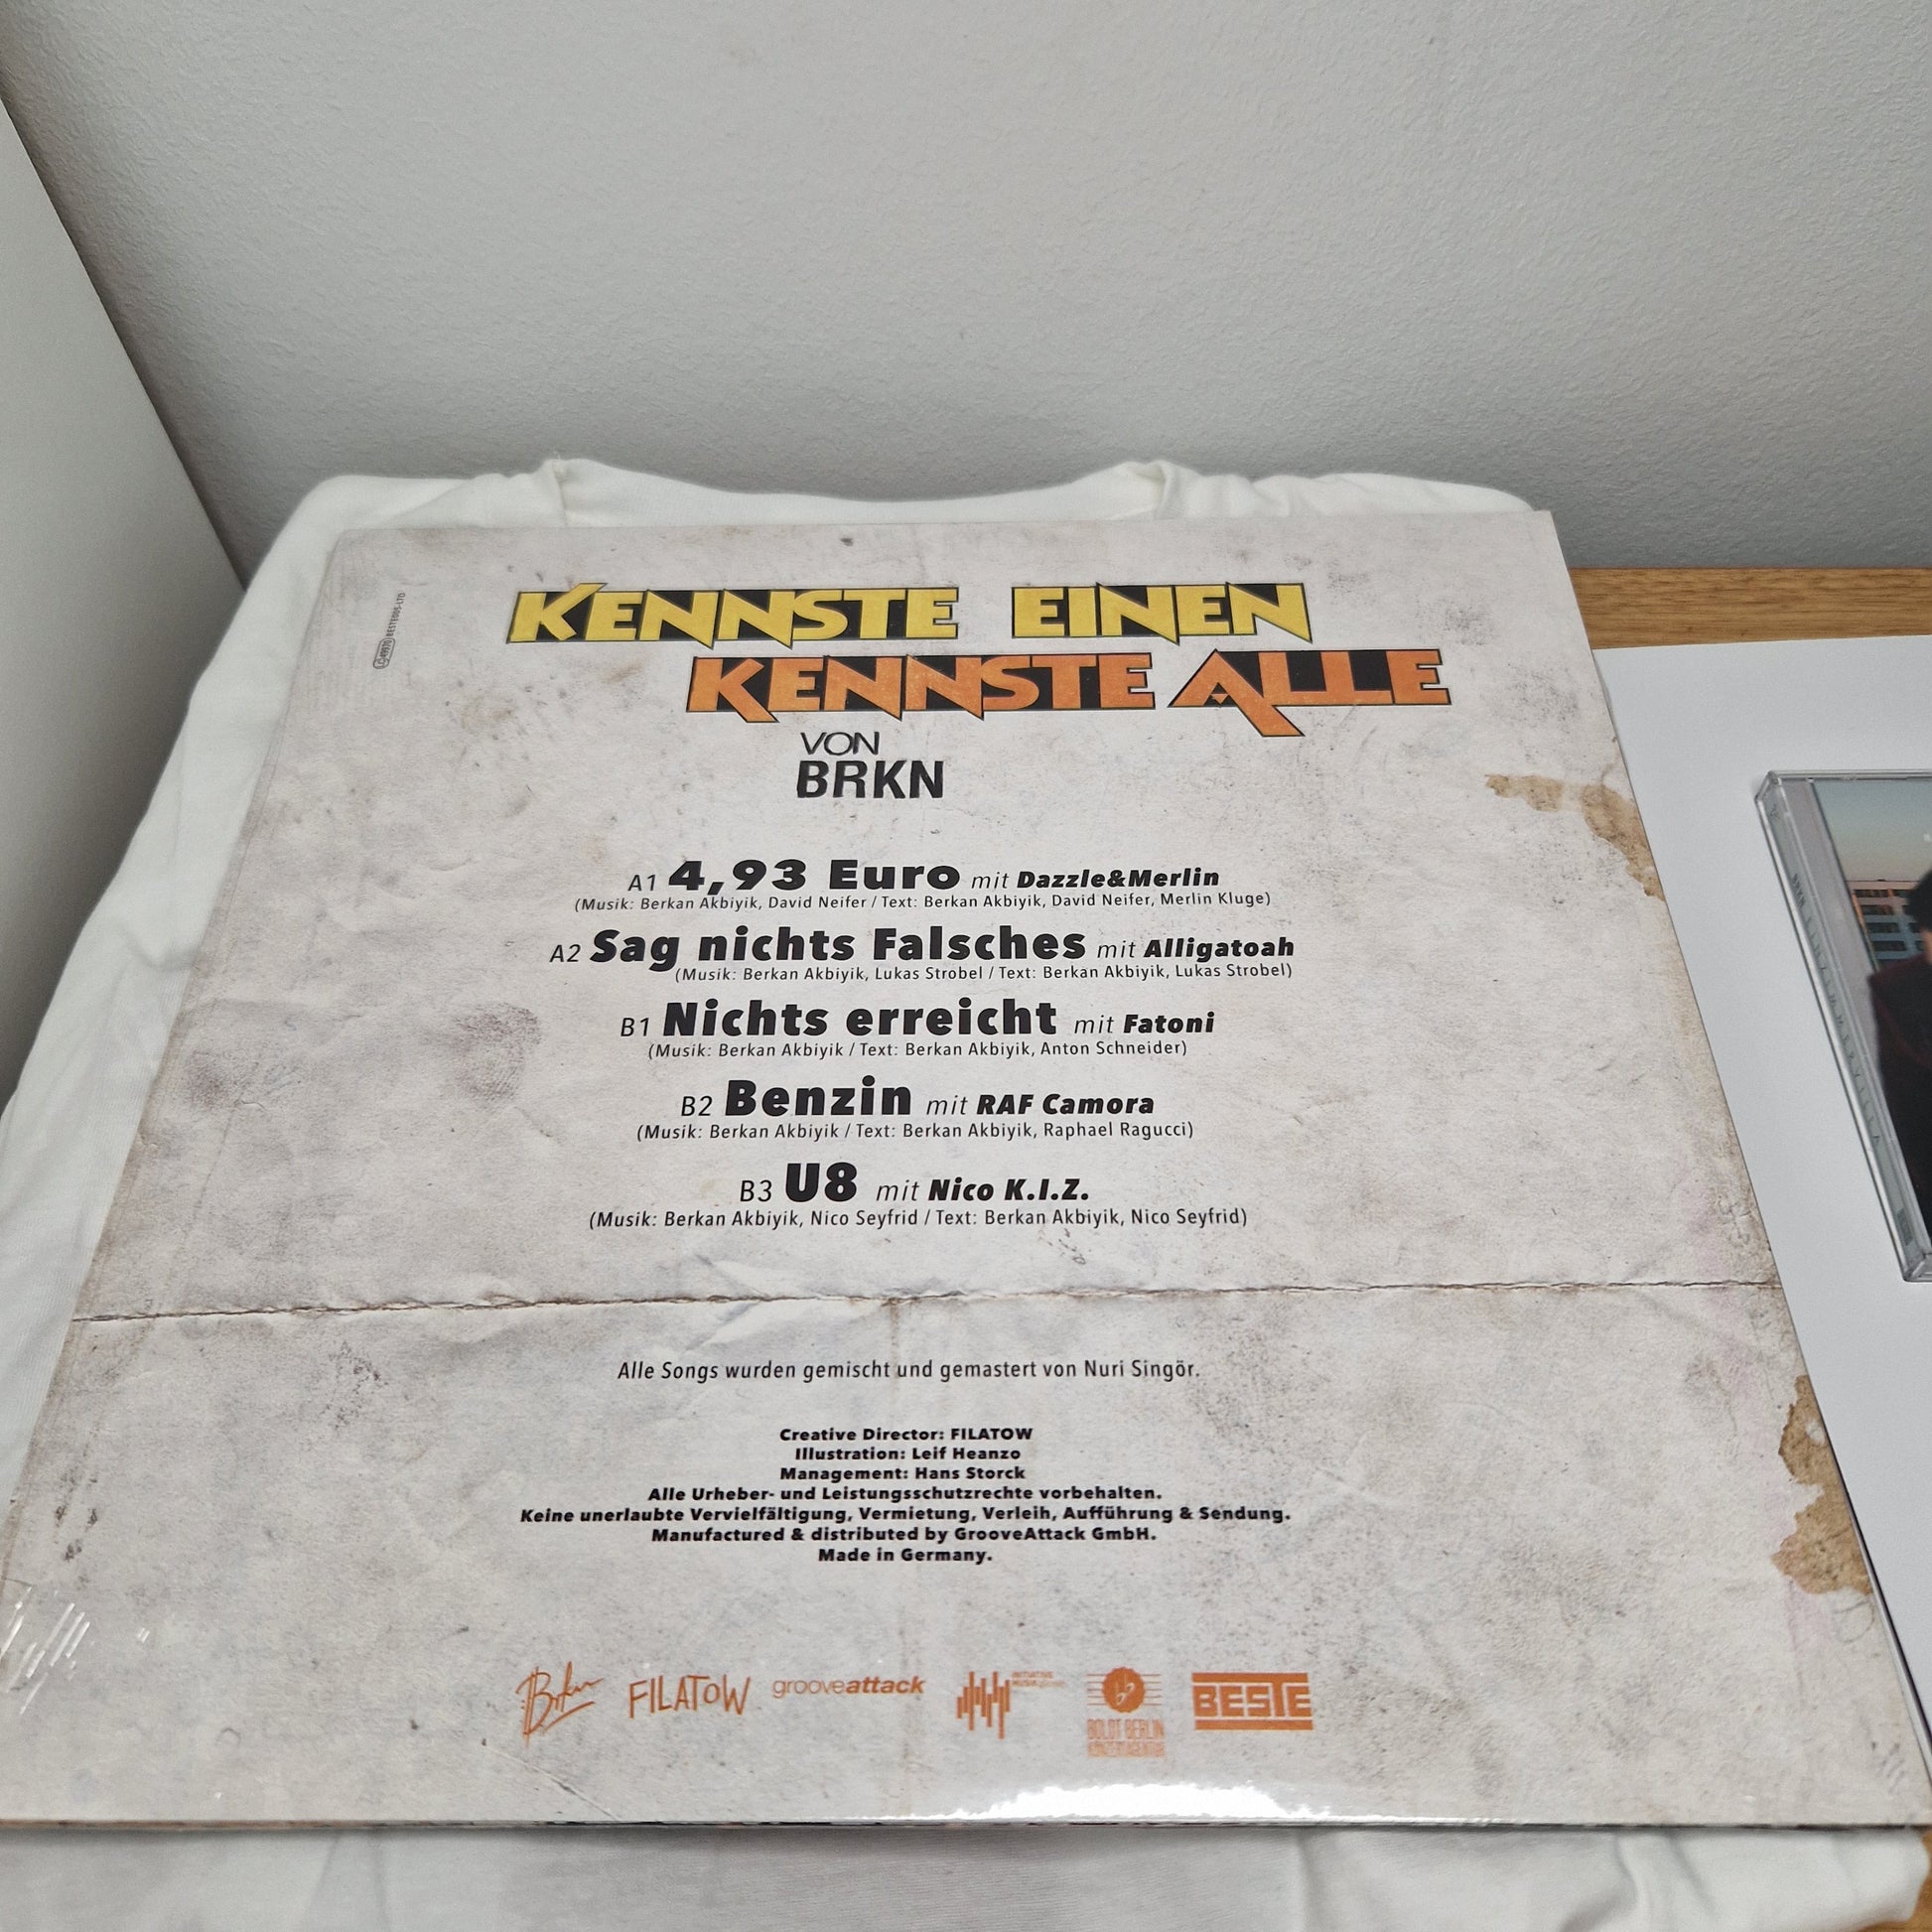 KENNSTE EINEN
KENNSTE ALLE
VON
BRKN
A1 4,93 Euro mit Dazzle&Merlin
(Musik: Berkan Akbiyik, David Neifer / Text: Berkan Akbiyik, David Neifer, Merlin Kluge)
A2 Sag nichts Falsches mit Alligatoah
(Musik: Berkan Akbiyik, Lukas Strobel / Text: Berkan Akbiyik, Lukas Strobel)
B1 Nichts erreicht mit Fatoni
(Musik: Berkan Akbiyik / Text: Berkan Akbiyik, Anton Schneider)
B2 Benzin mit RAF Camora
(Musik: Berkan Akbiyik / Text: Berkan Akbiyik, Raphael Ragucci)
B3 U8 mit Nico K.I.Z.
(Musik: Berkan Akbiyik, Nico Seyfrid / Text: Berkan Akbiyik, Nico Seyfrid)
Alle Songs wurden gemischt und gemastert von Nuri Singör.
Creative Director: FILATOW
Illustration: Leif Heanzo
Management: Hans Storck
Alle Urheber- und Leistungsschutzrechte vorbehalten.
Keine unerlaubte Vervielfältigung, Vermietung, Verleih, Aufführung & Sendung.
Manufactured & distributed by GrooveAttack GmbH.
Made in Germany.
Brkn FILATOW grooveattack INITIATIVE MUSIK BEST​E
BOLDT BERLIN
KONZERTAGENTUR